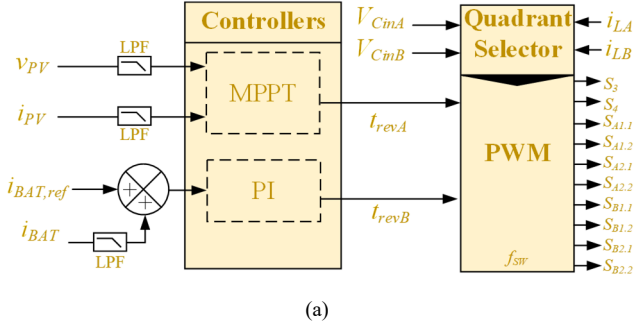 Controllers
V_CinA
V_CinB
Quadrant
Selector
i_LA
i_LB
LPF
v_PV
MPPT
i_PV
LPF
t_revA
PWM
S_3
S_4
S_A1.1
S_A1.2
S_A2.1
S_A2.2
S_B1.1
S_B1.2
S_B2.1
S_B2.2
i_BAT,ref
+
+
PI
t_revB
i_BAT
LPF
f_SW
(a)